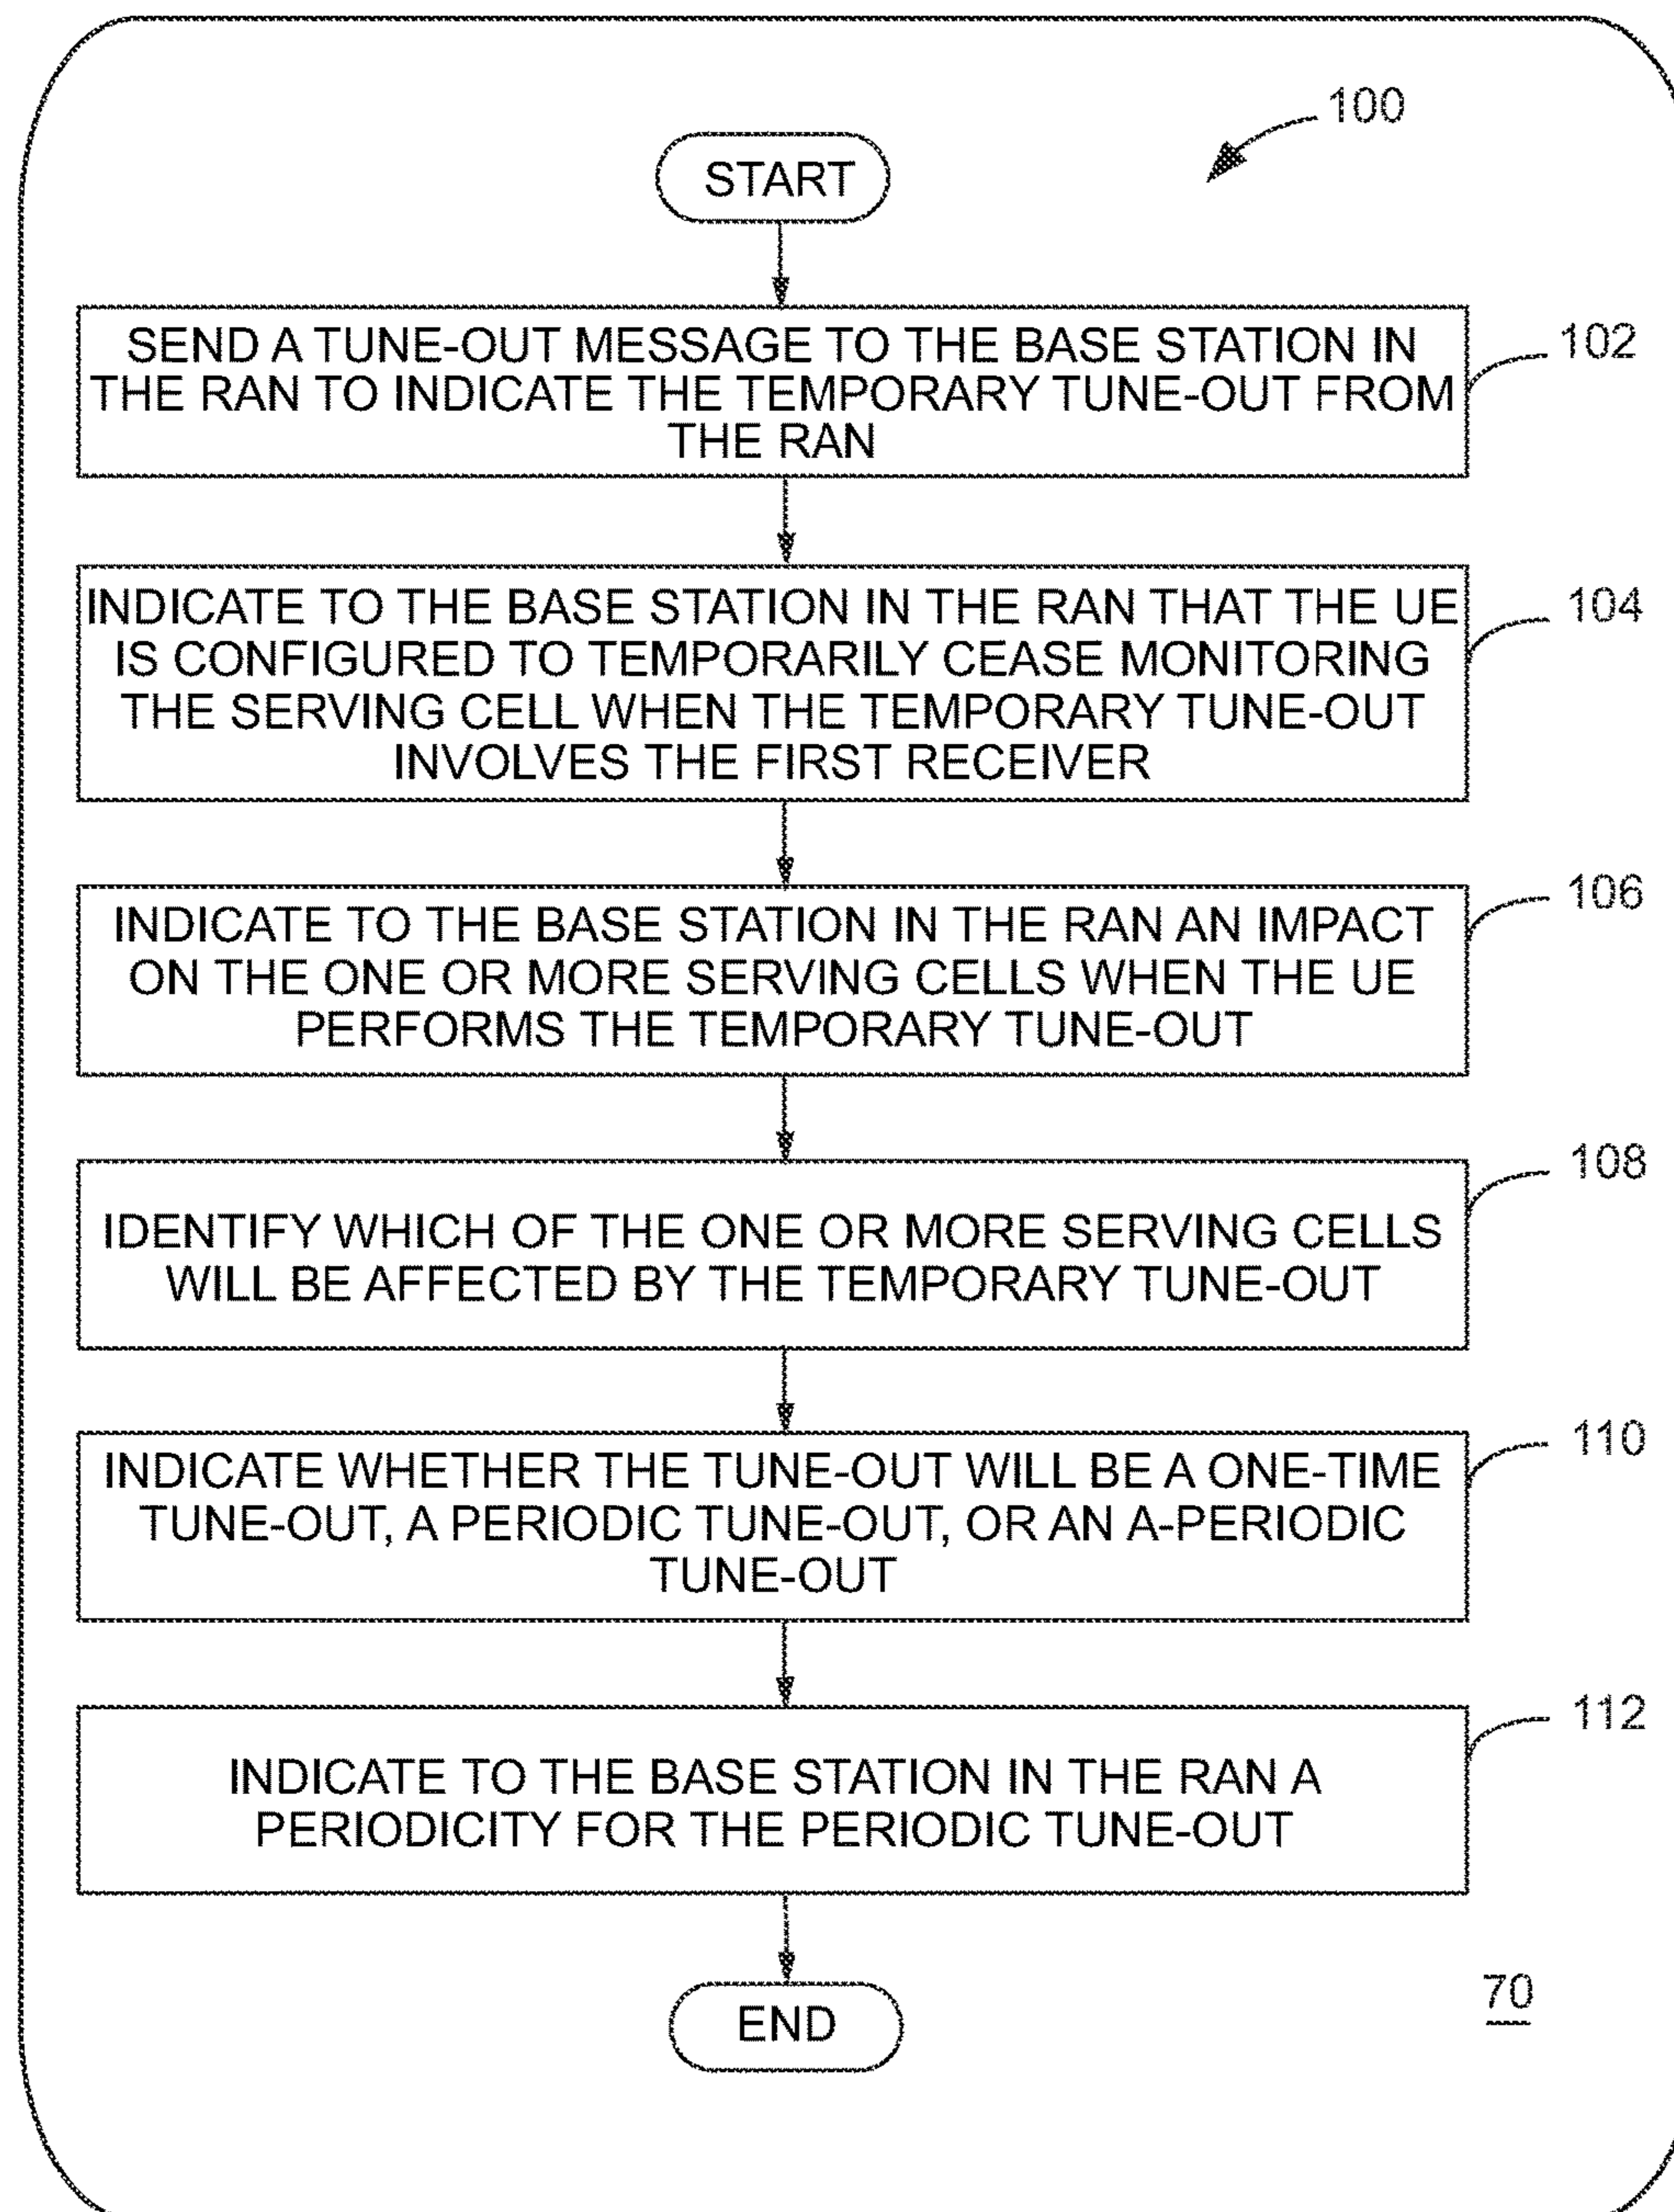 100
START
SEND A TUNE-OUT MESSAGE TO THE BASE STATION IN
THE RAN TO INDICATE THE TEMPORARY TUNE-OUT FROM
THE RAN
102
INDICATE TO THE BASE STATION IN THE RAN THAT THE UE
IS CONFIGURED TO TEMPORARILY CEASE MONITORING
THE SERVING CELL WHEN THE TEMPORARY TUNE-OUT
INVOLVES THE FIRST RECEIVER
104
INDICATE TO THE BASE STATION IN THE RAN AN IMPACT
ON THE ONE OR MORE SERVING CELLS WHEN THE UE
PERFORMS THE TEMPORARY TUNE-OUT
106
IDENTIFY WHICH OF THE ONE OR MORE SERVING CELLS
WILL BE AFFECTED BY THE TEMPORARY TUNE-OUT
108
INDICATE WHETHER THE TUNE-OUT WILL BE A ONE-TIME
TUNE-OUT, A PERIODIC TUNE-OUT, OR AN A-PERIODIC
TUNE-OUT
110
INDICATE TO THE BASE STATION IN THE RAN A
PERIODICITY FOR THE PERIODIC TUNE-OUT
112
END
70